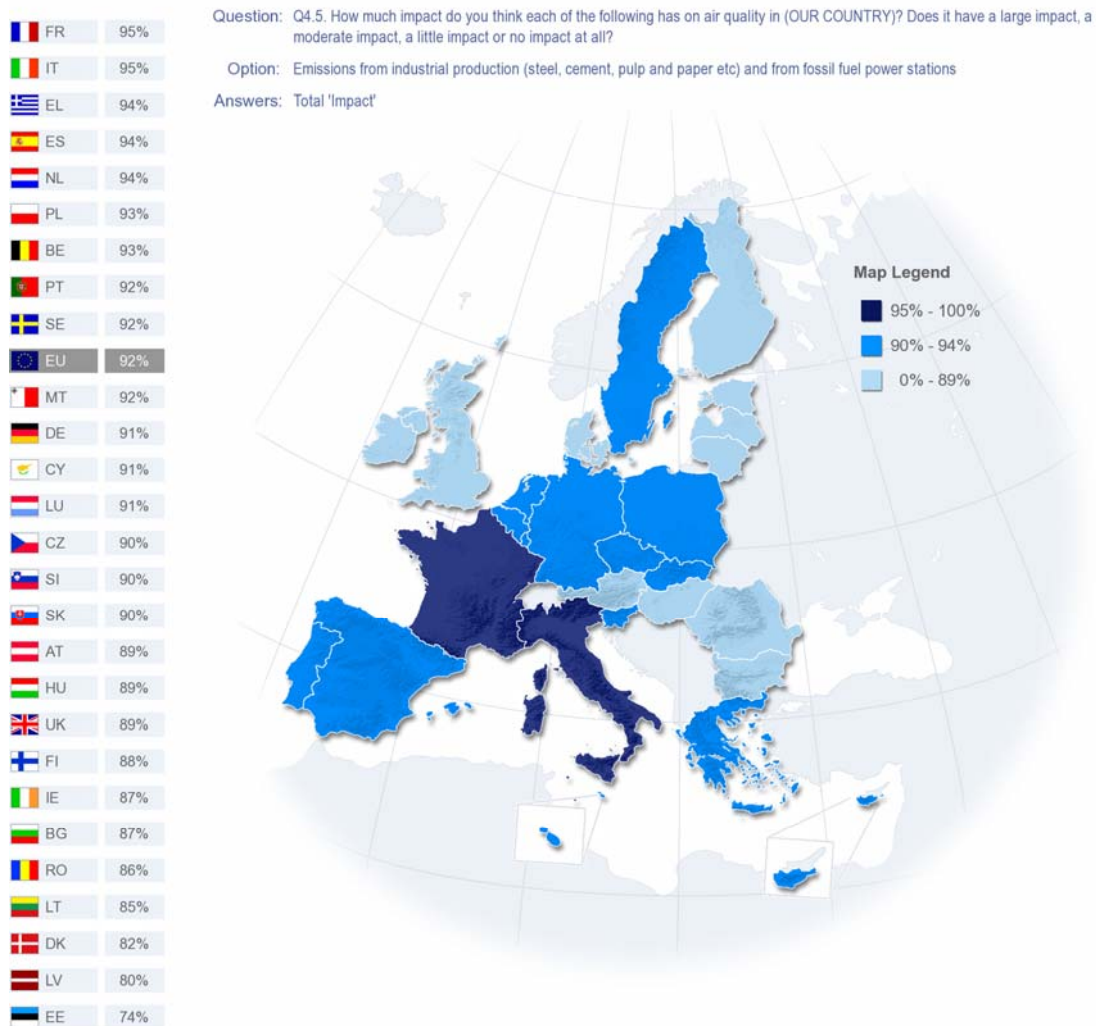 Question: Q4.5. How much impact do you think each of the following has on air quality in (OUR COUNTRY)? Does it have a large impact, a
moderate impact, a little impact or no impact at all?
Option: Emissions from industrial production (steel, cement, pulp and paper etc) and from fossil fuel power stations
Answers: Total 'Impact'
FR 95%
IT 95%
EL 94%
ES 94%
NL 94%
PL 93%
BE 93%
PT 92%
SE 92%
EU 92%
MT 92%
DE 91%
CY 91%
LU 91%
CZ 90%
SI 90%
SK 90%
AT 89%
HU 89%
UK 89%
FI 88%
IE 87%
BG 87%
RO 86%
LT 85%
DK 82%
LV 80%
EE 74%
Map Legend
95% - 100%
90% - 94%
0% - 89%